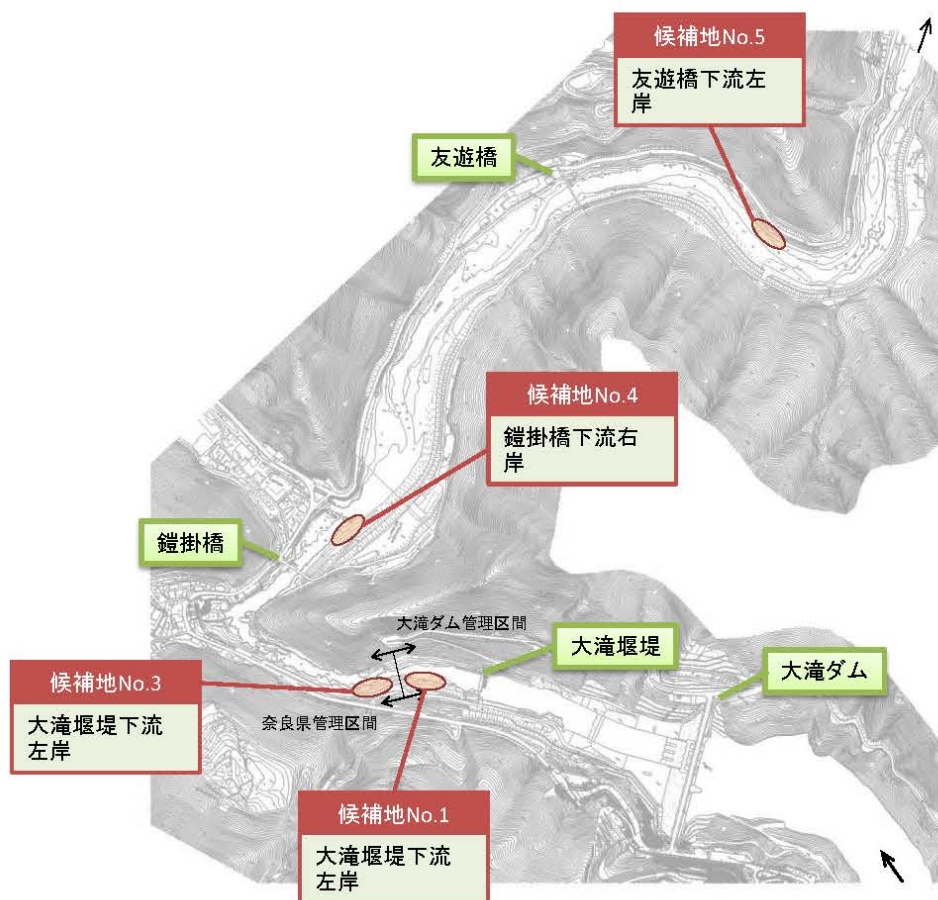 候補地No.5
友遊橋下流左
岸
友遊橋
候補地No.4
鎧掛橋下流右
岸
鎧掛橋
大滝ダム管理区間
大滝堰堤
大滝ダム
候補地No.3
大滝堰堤下流
左岸
奈良県管理区間
候補地No.1
大滝堰堤下流
左岸